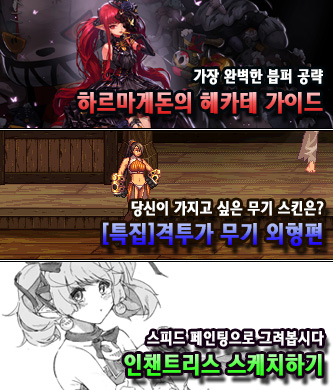 가장 완벽한 블퍼 공략
하르마게돈의 헤카테 가이드
당신이 가지고 싶은 무기 스킨은?
[특집]격투가 무기 외형편
스피드 페인팅으로 그려봅시다
인챈트리스 스케치하기